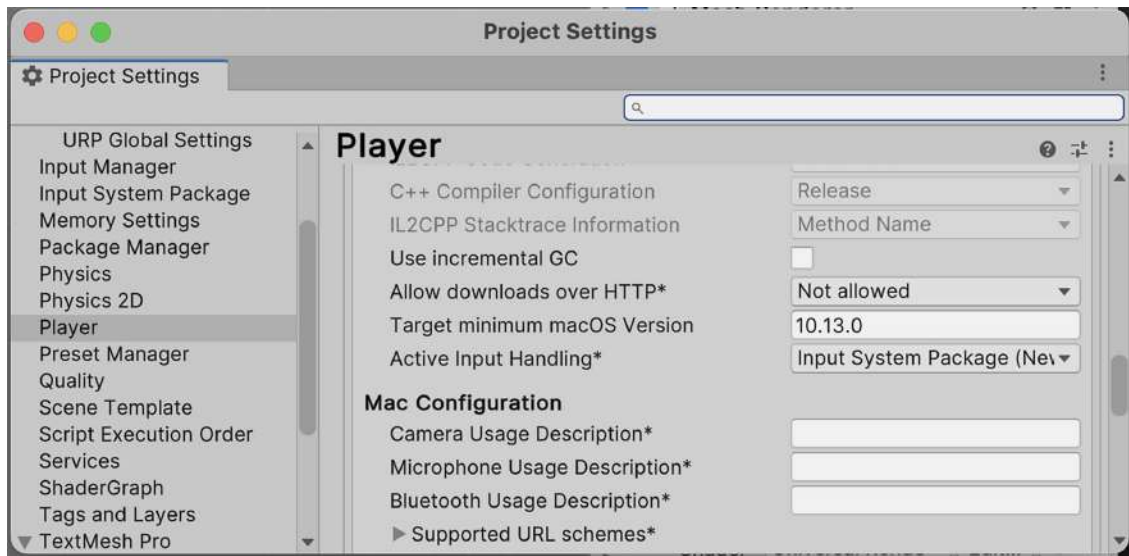 Project Settings
Project Settings
URP Global Settings
Input Manager
Input System Package
Memory Settings
Package Manager
Physics
Physics 2D
Player
Preset Manager
Quality
Scene Template
Script Execution Order
Services
ShaderGraph
Tags and Layers
TextMesh Pro
Player
C++ Compiler Configuration Release
IL2CPP Stacktrace Information Method Name
Use incremental GC
Allow downloads over HTTP* Not allowed
Target minimum macOS Version 10.13.0
Active Input Handling* Input System Package (Nev
Mac Configuration
Camera Usage Description*
Microphone Usage Description*
Bluetooth Usage Description*
Supported URL schemes*